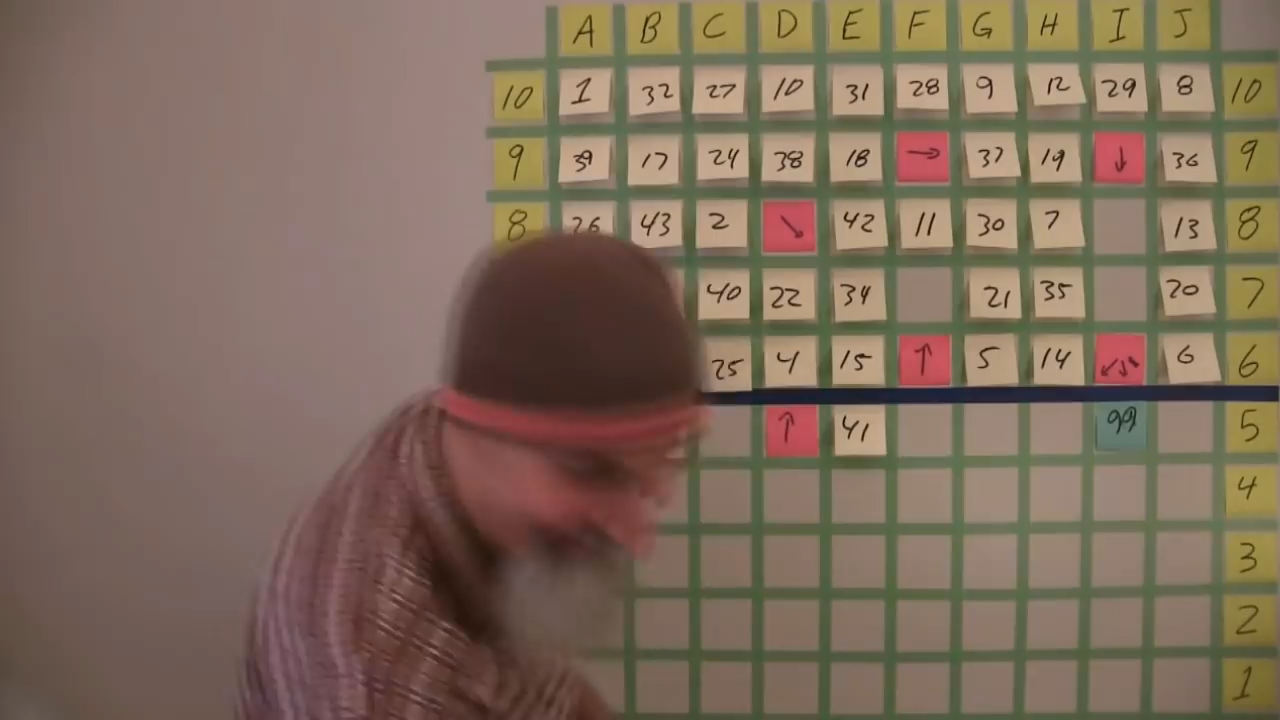 A B C D E F G H I J
10 1 32 27 10 31 28 9 12 29 8 10
9 39 17 24 38 18 → 37 19 ↓ 36 9
8 26 43 2 ↘ 42 11 30 7 13 8
40 22 34 21 35 20 7
25 4 15 ↑ 5 14 6 6
↑ 41 99 5
4
3
2
1